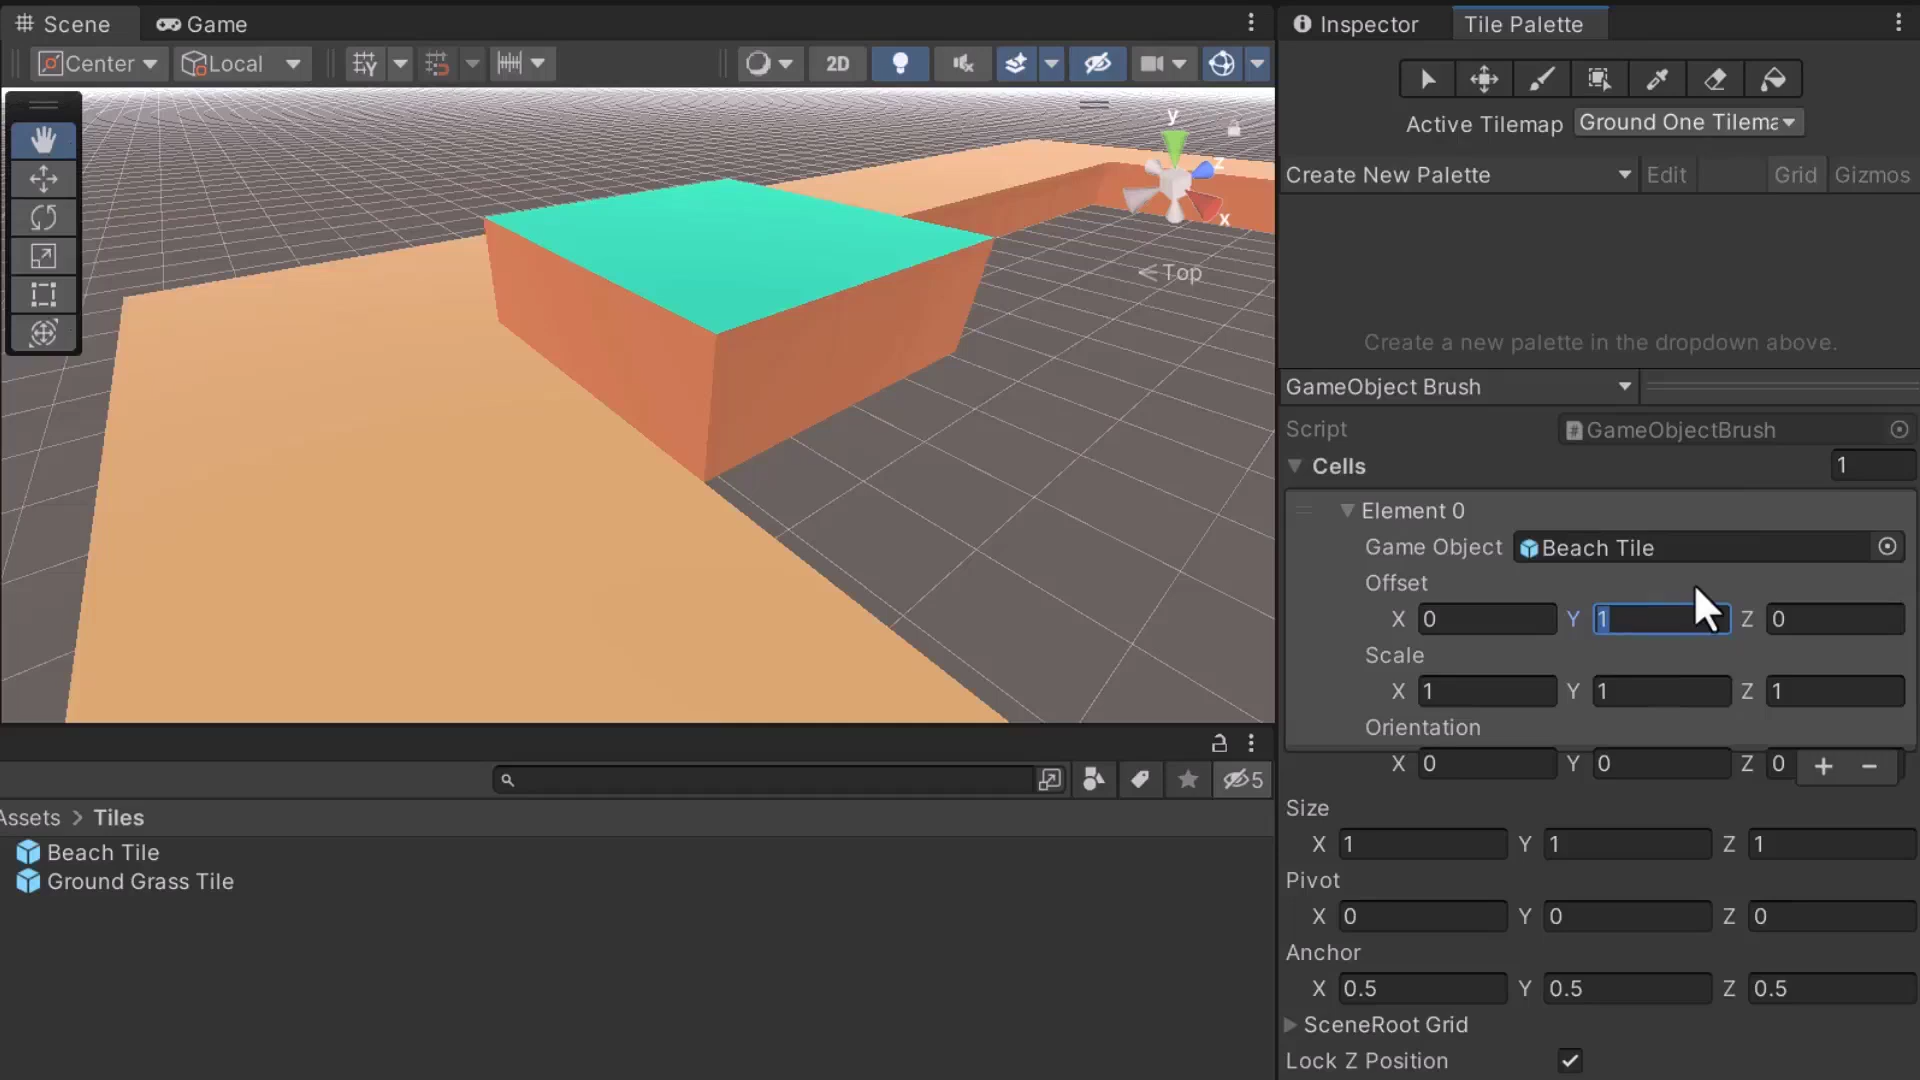 Scene Game
Center Local 2D
y
z
x
Top
Assets > Tiles
Beach Tile
Ground Grass Tile
5
Inspector Tile Palette
Active Tilemap Ground One Tilema
Create New Palette Edit Grid Gizmos
Create a new palette in the dropdown above.
GameObject Brush
Script GameObjectBrush
Cells 1
Element 0
Game Object Beach Tile
Offset
X 0 Y 1 Z 0
Scale
X 1 Y 1 Z 1
Orientation
X 0 Y 0 Z 0 + −
Size
X 1 Y 1 Z 1
Pivot
X 0 Y 0 Z 0
Anchor
X 0.5 Y 0.5 Z 0.5
SceneRoot Grid
Lock Z Position